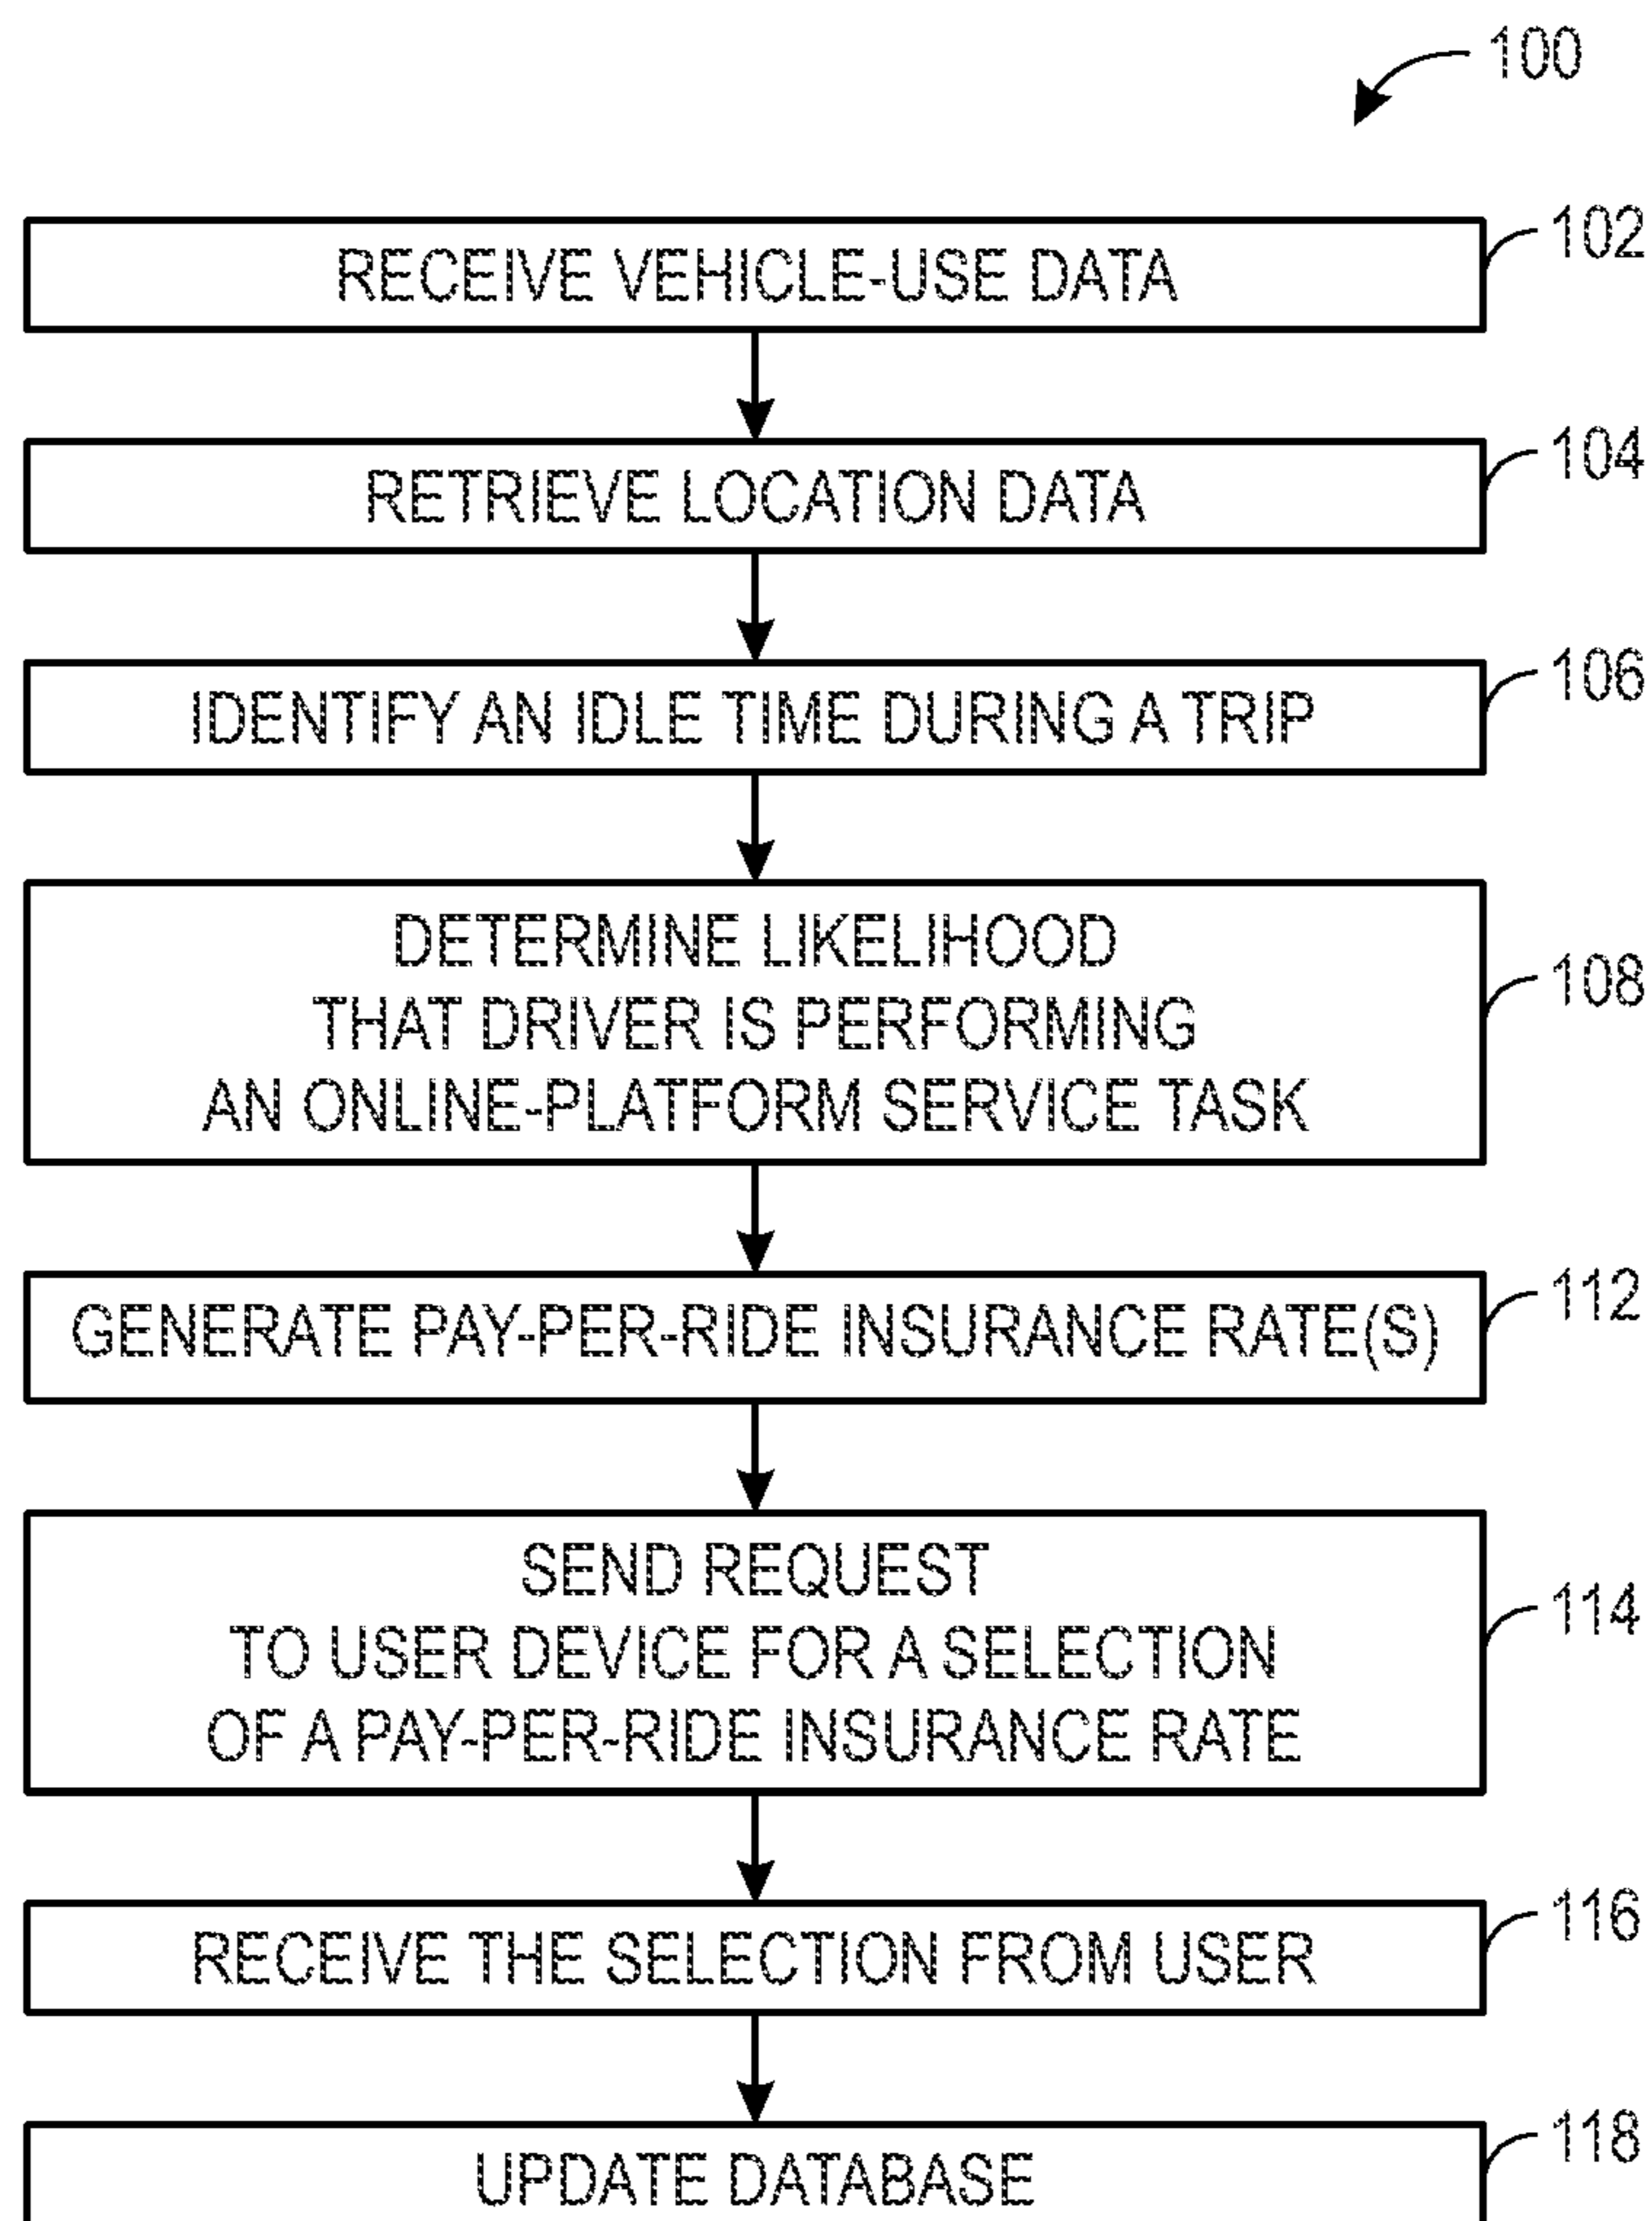 100
RECEIVE VEHICLE-USE DATA
102
RETRIEVE LOCATION DATA
104
IDENTIFY AN IDLE TIME DURING A TRIP
106
DETERMINE LIKELIHOOD
THAT DRIVER IS PERFORMING
AN ONLINE-PLATFORM SERVICE TASK
108
GENERATE PAY-PER-RIDE INSURANCE RATE(S)
112
SEND REQUEST
TO USER DEVICE FOR A SELECTION
OF A PAY-PER-RIDE INSURANCE RATE
114
RECEIVE THE SELECTION FROM USER
116
UPDATE DATABASE
118